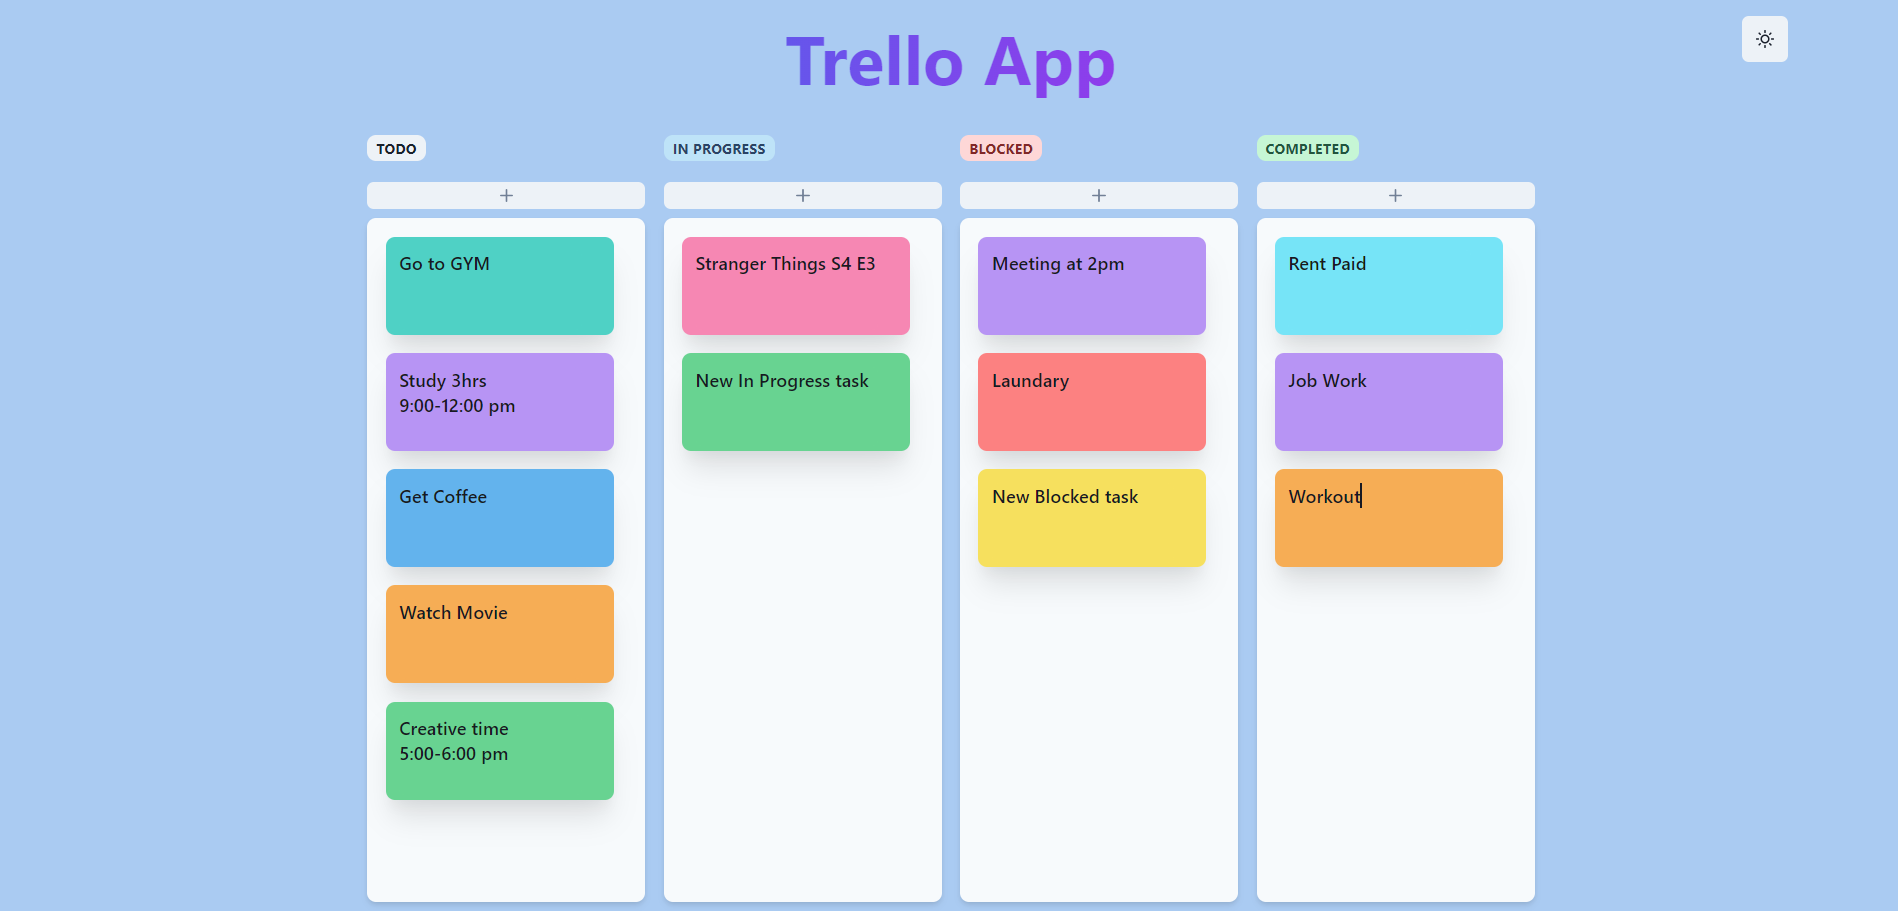 Trello App
TODO
Go to GYM
Study 3hrs
9:00-12:00 pm
Get Coffee
Watch Movie
Creative time
5:00-6:00 pm
IN PROGRESS
Stranger Things S4 E3
New In Progress task
BLOCKED
Meeting at 2pm
Laundary
New Blocked task
COMPLETED
Rent Paid
Job Work
Workout